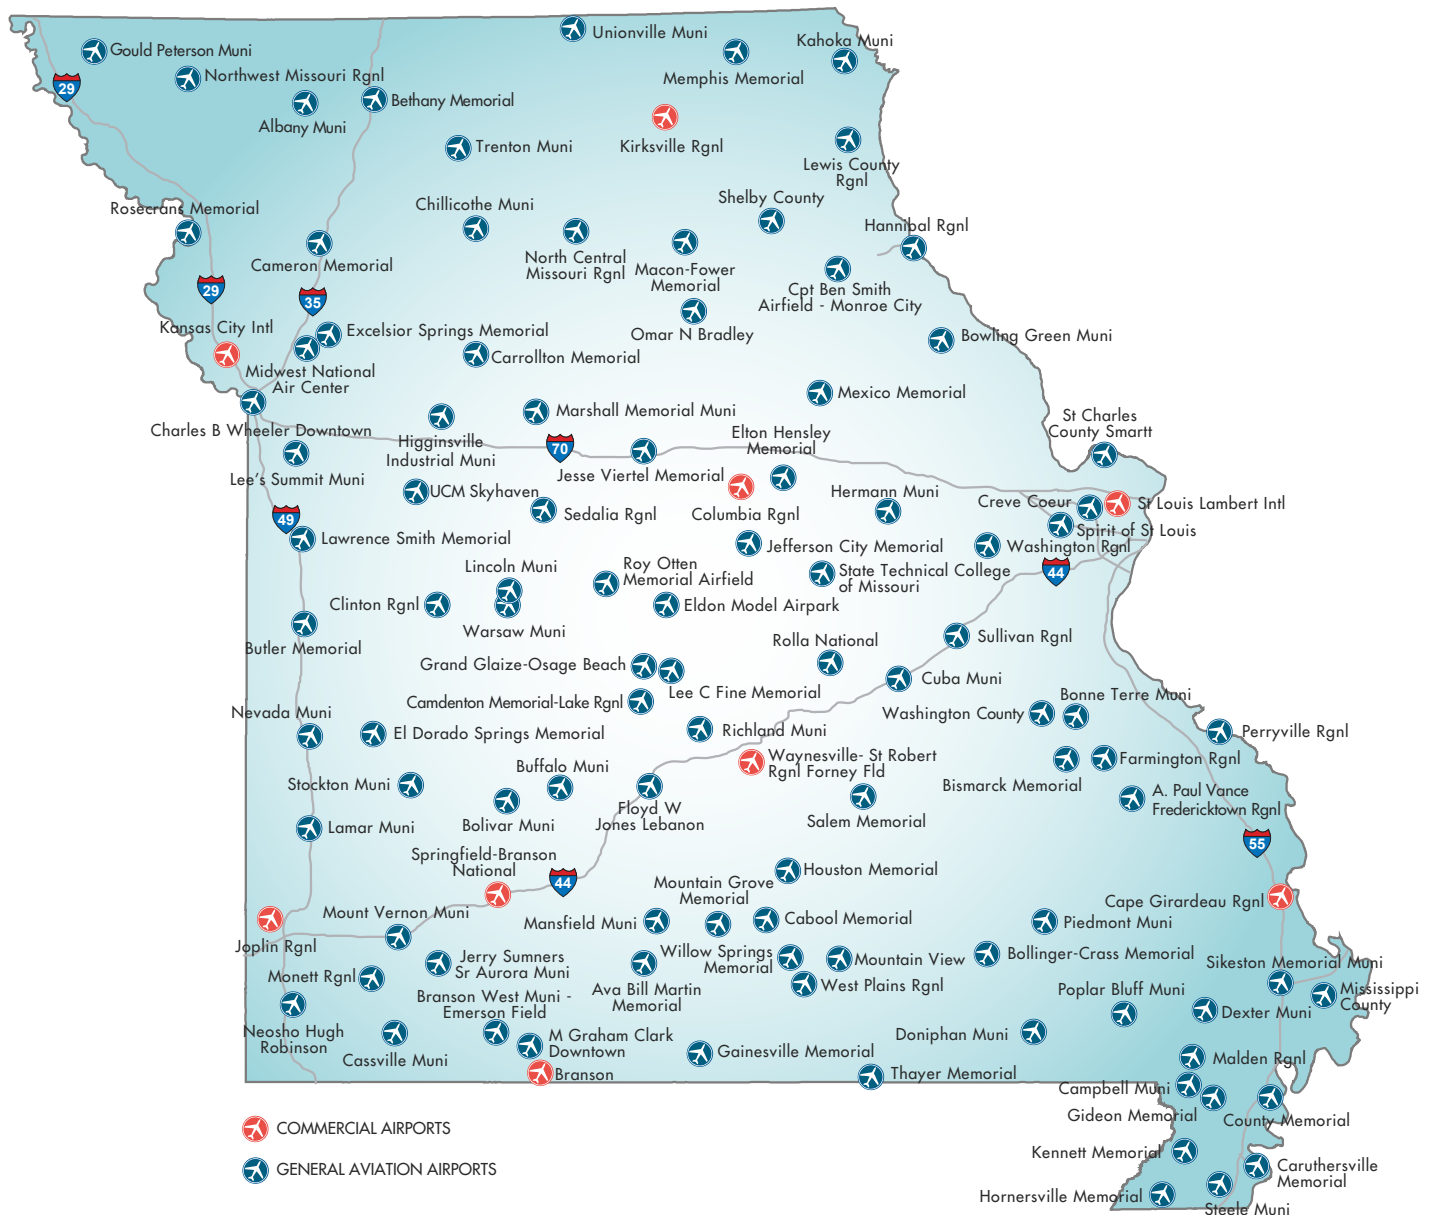 Unionville Muni
Kahoka Muni
Gould Peterson Muni
Northwest Missouri Rgnl
Memphis Memorial
29
Bethany Memorial
Albany Muni
Kirksville Rgnl
Trenton Muni
Lewis County
Rgnl
Shelby County
Chillicothe Muni
Rosecrans Memorial
Hannibal Rgnl
Cameron Memorial
North Central
Missouri Rgnl
Macon-Fower
Memorial
Cpt Ben Smith
Airfield - Monroe City
29
35
Kansas City Intl
Excelsior Springs Memorial
Omar N Bradley
Bowling Green Muni
Carrollton Memorial
Midwest National
Air Center
Mexico Memorial
Marshall Memorial Muni
St Charles
County Smartt
Charles B Wheeler Downtown
Higginsville
Industrial Muni
70
Elton Hensley
Memorial
Lee's Summit Muni
Jesse Viertel Memorial
UCM Skyhaven
Hermann Muni
Creve Coeur
St Louis Lambert Intl
Sedalia Rgnl
Columbia Rgnl
49
Spirit of St Louis
Lawrence Smith Memorial
Jefferson City Memorial
Washington Rgnl
Lincoln Muni
Roy Otten
Memorial Airfield
State Technical College
of Missouri
44
Clinton Rgnl
Eldon Model Airpark
Warsaw Muni
Butler Memorial
Rolla National
Sullivan Rgnl
Grand Glaize-Osage Beach
Lee C Fine Memorial
Cuba Muni
Camdenton Memorial-Lake Rgnl
Bonne Terre Muni
Washington County
Nevada Muni
El Dorado Springs Memorial
Richland Muni
Perryville Rgnl
Waynesville- St Robert
Rgnl Forney Fld
Buffalo Muni
Farmington Rgnl
Stockton Muni
Bismarck Memorial
A. Paul Vance
Fredericktown Rgnl
Floyd W
Jones Lebanon
Bolivar Muni
Salem Memorial
Lamar Muni
55
Springfield-Branson
National
Houston Memorial
44
Mountain Grove
Memorial
Cape Girardeau Rgnl
Mount Vernon Muni
Mansfield Muni
Cabool Memorial
Piedmont Muni
Joplin Rgnl
Willow Springs
Memorial
Mountain View
Bollinger-Crass Memorial
Jerry Sumners
Sr Aurora Muni
Sikeston Memorial Muni
Monett Rgnl
Ava Bill Martin
Memorial
West Plains Rgnl
Poplar Bluff Muni
Mississippi
County
Branson West Muni -
Emerson Field
Dexter Muni
Neosho Hugh
Robinson
M Graham Clark
Downtown
Doniphan Muni
Cassville Muni
Gainesville Memorial
Malden Rgnl
Branson
Thayer Memorial
Campbell Muni
Gideon Memorial
County Memorial
COMMERCIAL AIRPORTS
Kennett Memorial
GENERAL AVIATION AIRPORTS
Caruthersville
Memorial
Hornersville Memorial
Steele Muni